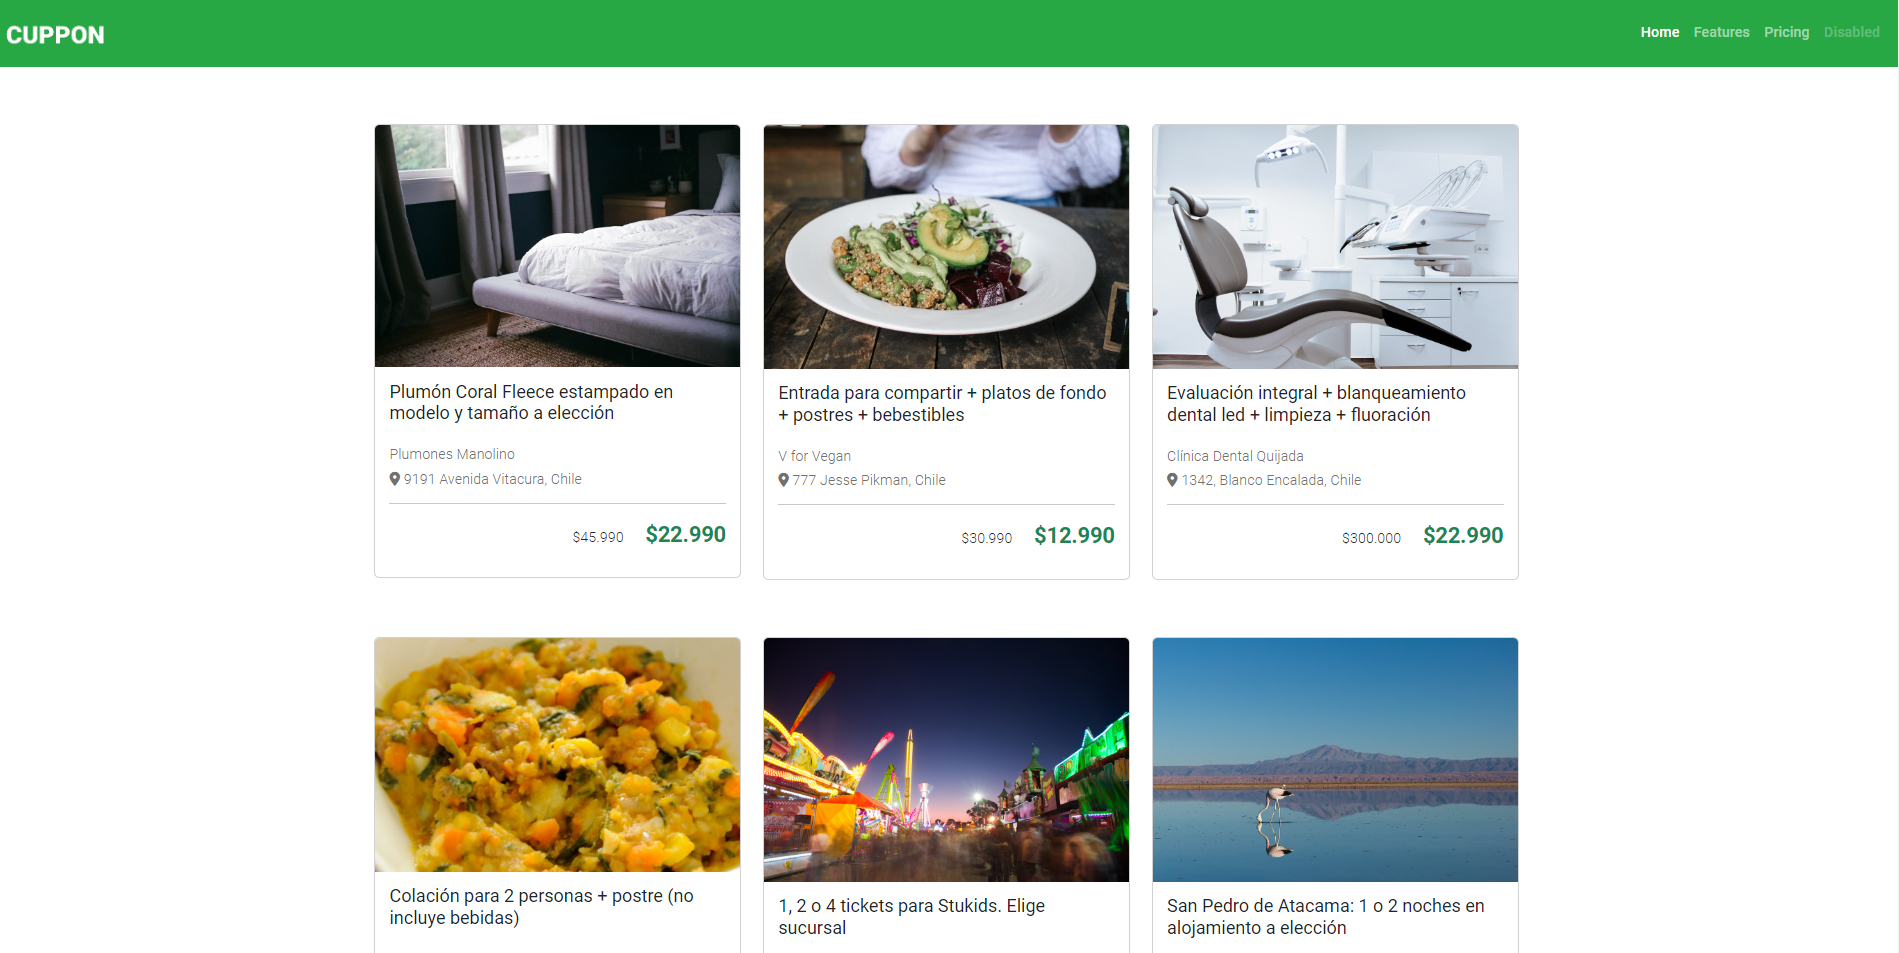 CUPPON
Home Features Pricing Disabled
Plumón Coral Fleece estampado en
modelo y tamaño a elección
Plumones Manolino
9191 Avenida Vitacura, Chile
$45.990 $22.990
Entrada para compartir + platos de fondo
+ postres + bebestibles
V for Vegan
777 Jesse Pikman, Chile
$30.990 $12.990
Evaluación integral + blanqueamiento
dental led + limpieza + fluoración
Clínica Dental Quijada
1342, Blanco Encalada, Chile
$300.000 $22.990
Colación para 2 personas + postre (no
incluye bebidas)
1, 2 o 4 tickets para Stukids. Elige
sucursal
San Pedro de Atacama: 1 o 2 noches en
alojamiento a elección